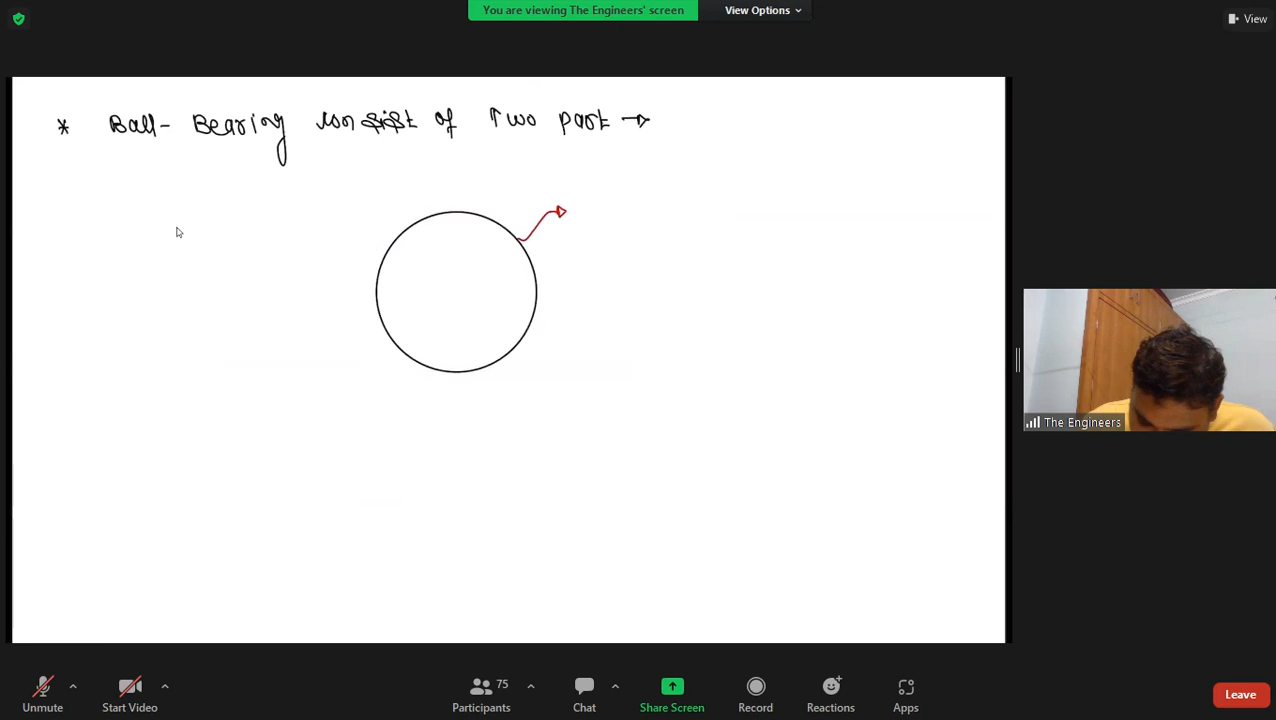 You are viewing The Engineers' screen
View Options
View
* Ball-Bearing consist of Two part →
The Engineers
Unmute
Start Video
75
Participants
Chat
Share Screen
Record
Reactions
Apps
Leave